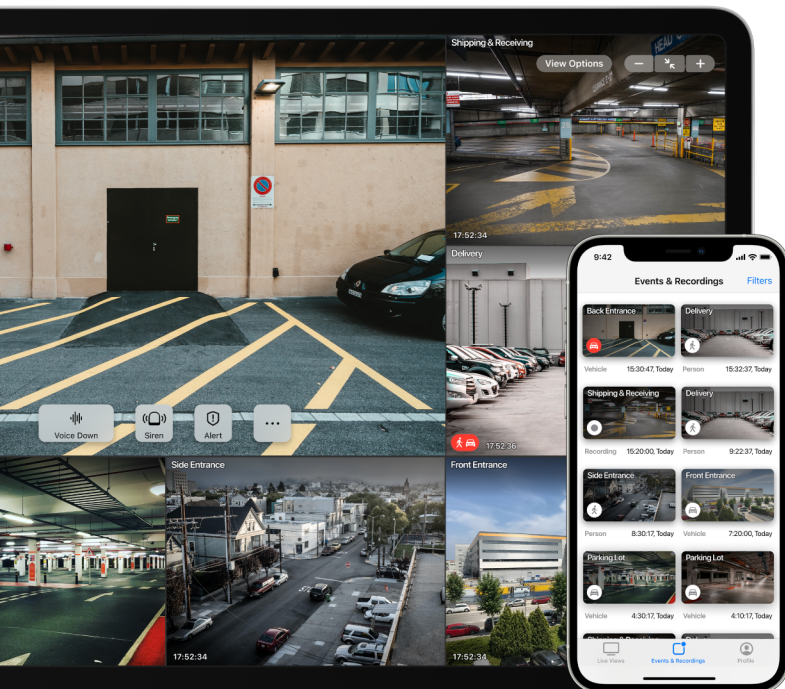 Shipping & Receiving
View Options
HEAD
17:52:34
Delivery
17:52:36
Voice Down
Siren
Alert
Side Entrance
17:52:34
Front Entrance
17:52:34
9:42
Events & Recordings
Filters
Back Entrance
Delivery
Vehicle
15:30:47, Today
Person
15:32:37, Today
Shipping & Receiving
Delivery
Recording
15:20:00, Today
Person
9:22:37, Today
Side Entrance
Front Entrance
Person
8:30:17, Today
Vehicle
7:20:00, Today
Parking Lot
Parking Lot
Vehicle
4:30:17, Today
Vehicle
4:10:17, Today
Shipping & Receiving
Live Views
Events & Recordings
Profile